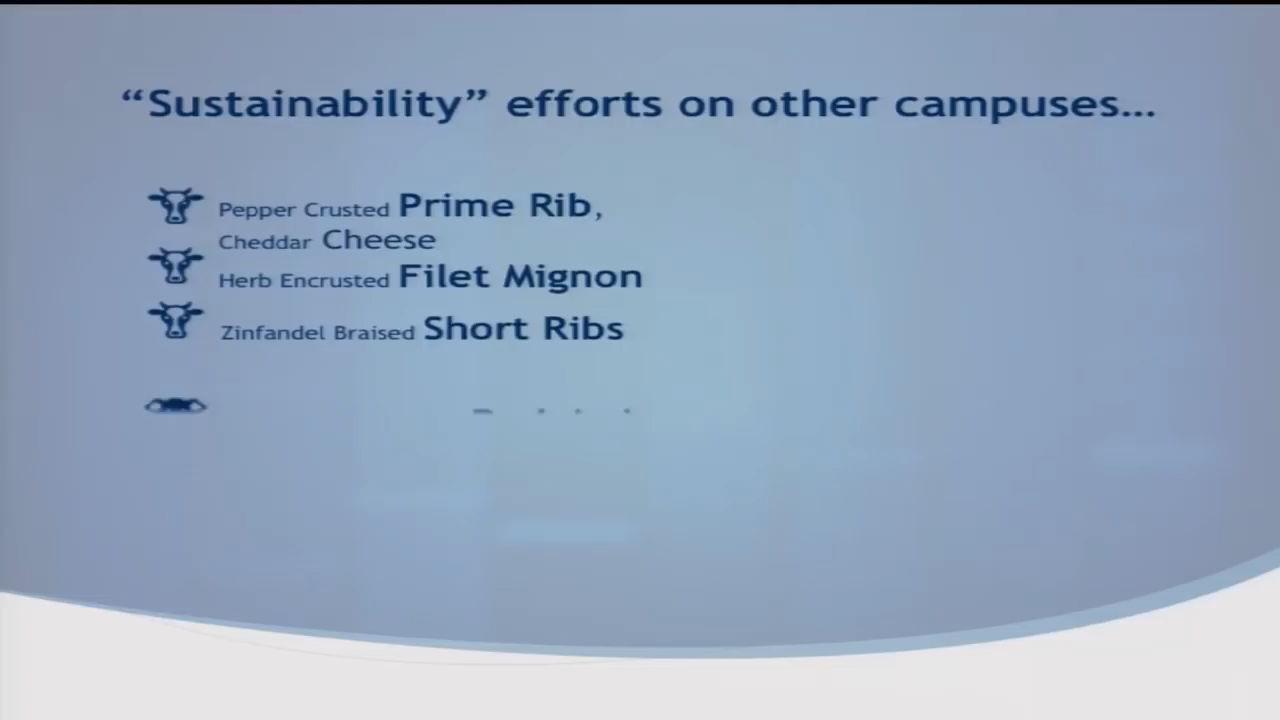 “Sustainability” efforts on other campuses...
Pepper Crusted Prime Rib,
Cheddar Cheese
Herb Encrusted Filet Mignon
Zinfandel Braised Short Ribs